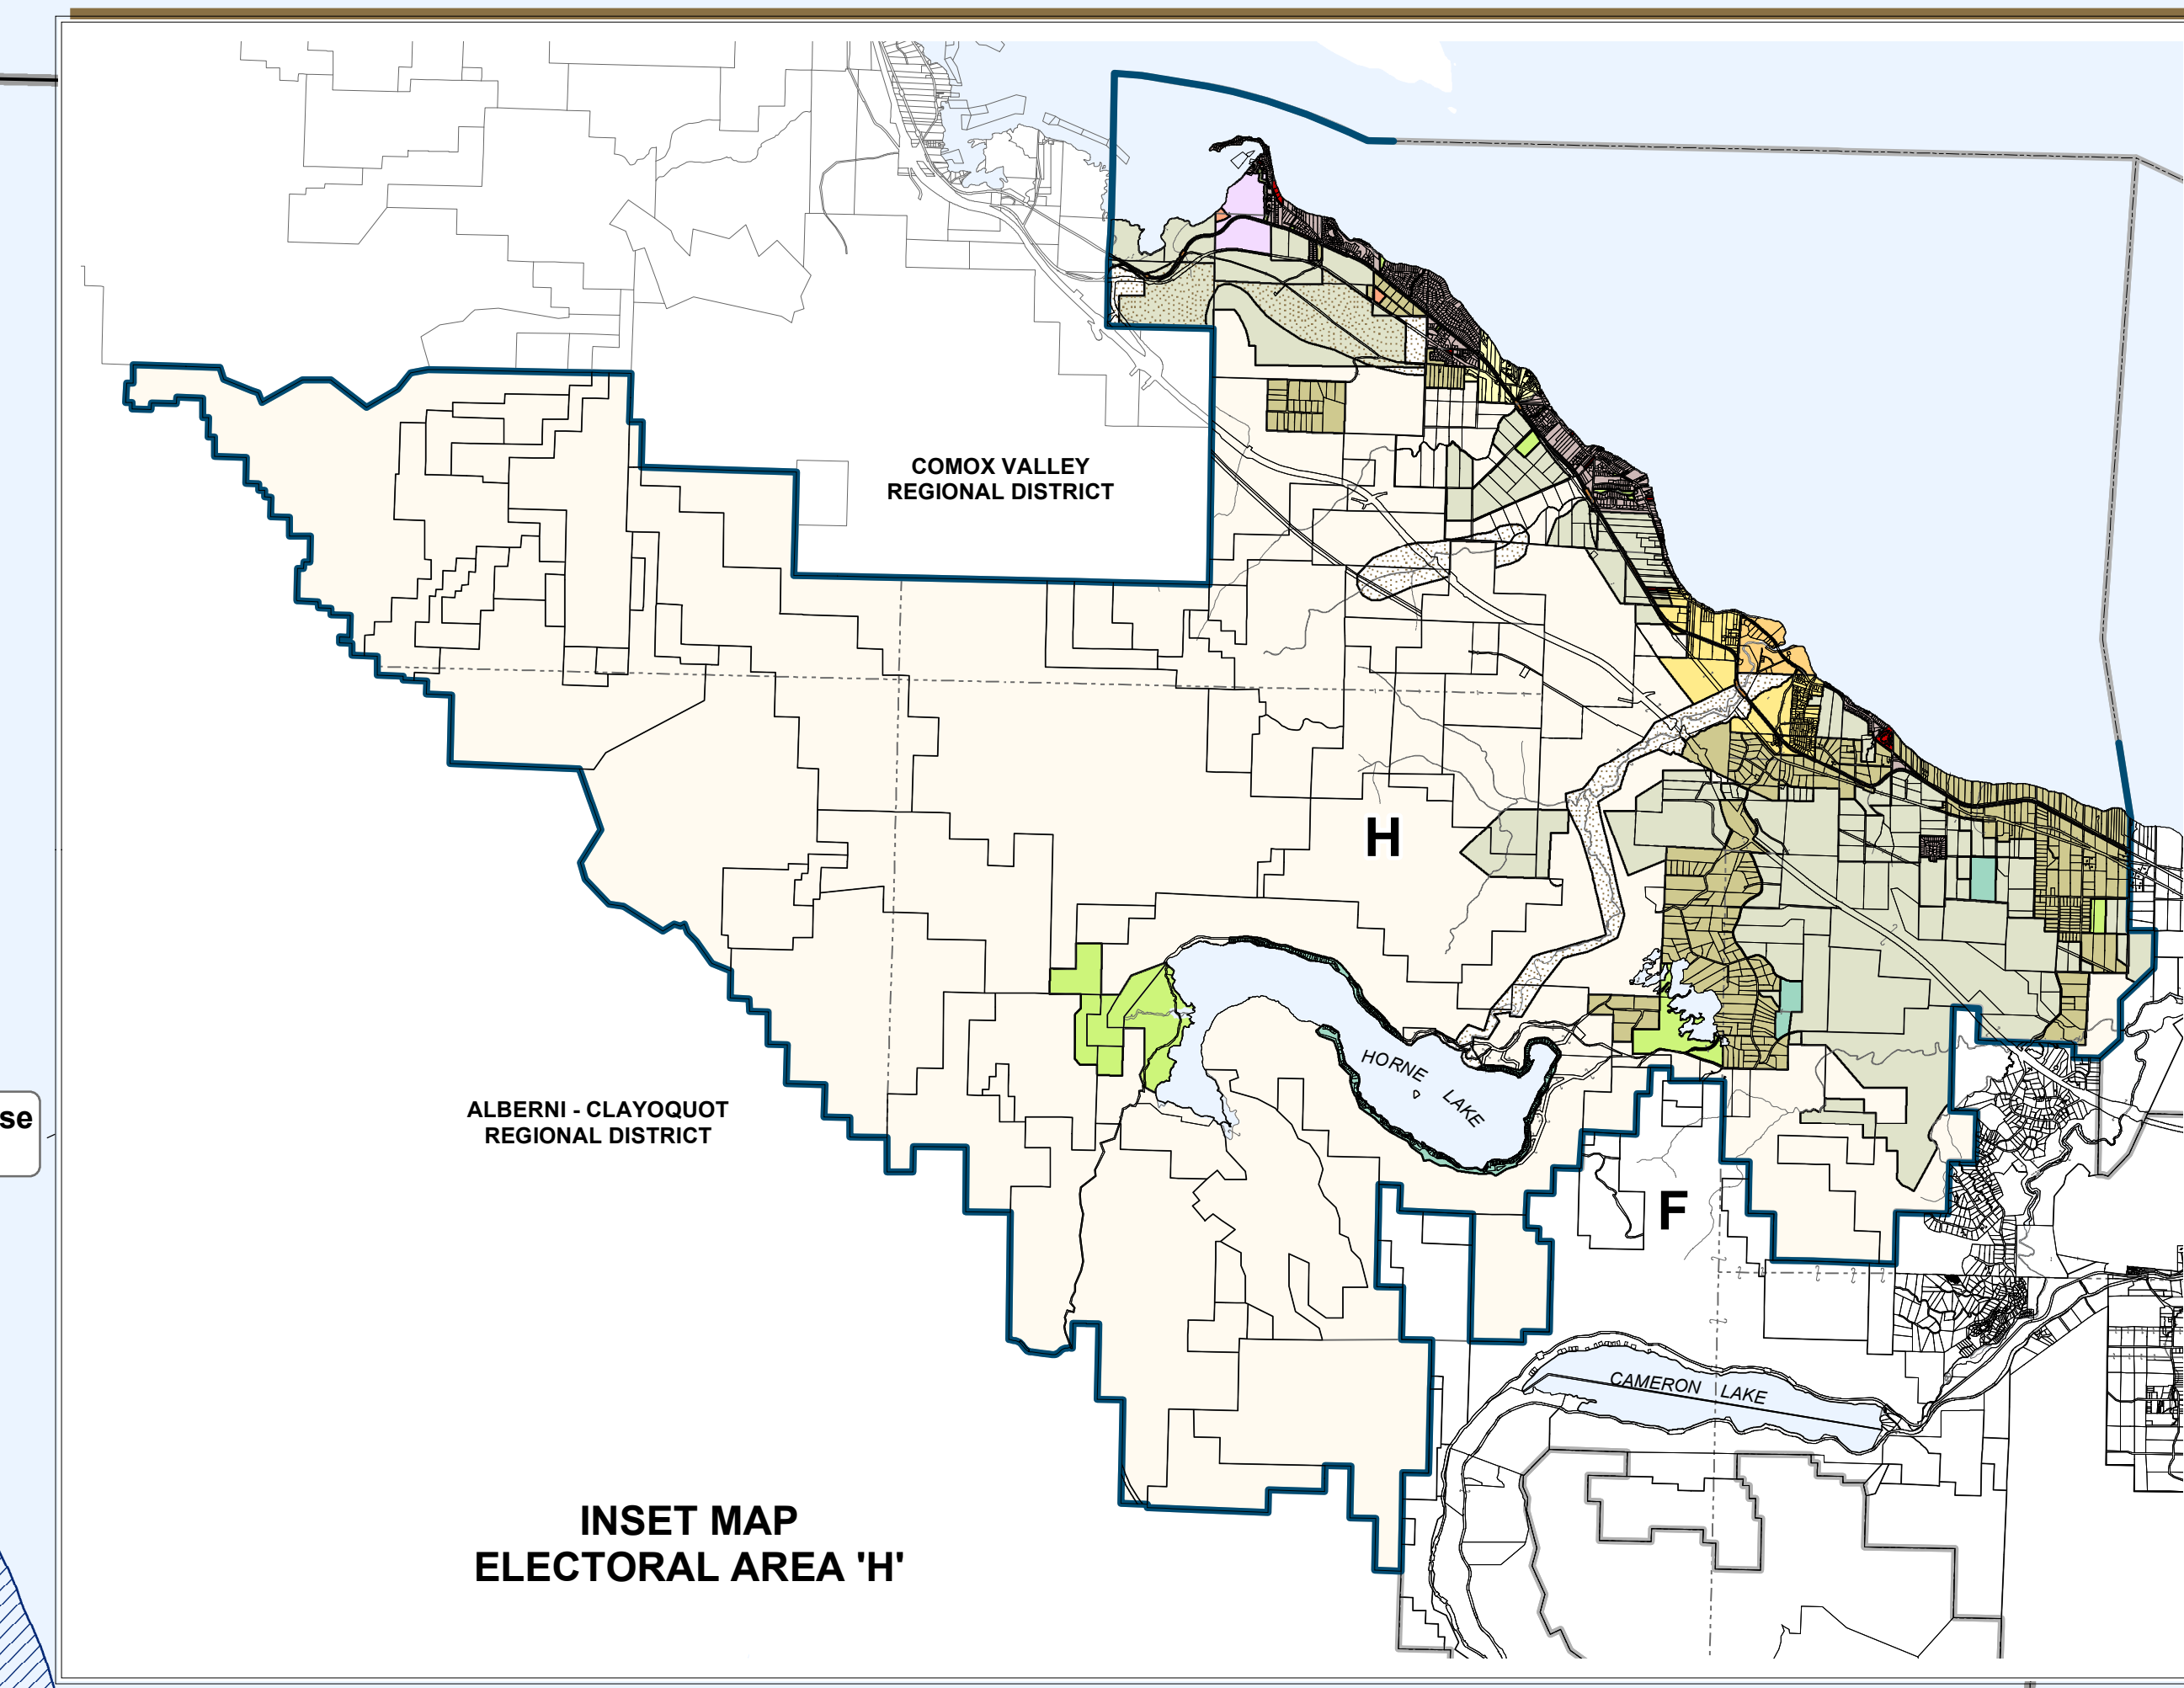 COMOX VALLEY
REGIONAL DISTRICT
H
HORNE LAKE
se
ALBERNI - CLAYOQUOT
REGIONAL DISTRICT
F
CAMERON LAKE
INSET MAP
ELECTORAL AREA 'H'